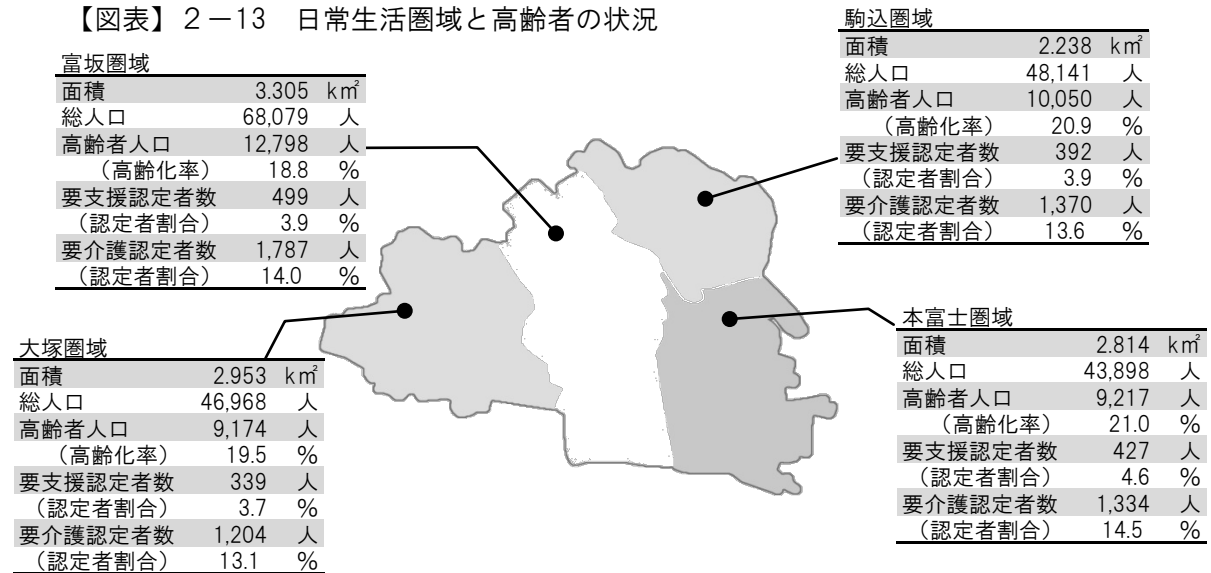 【図表】2－13　日常生活圏域と高齢者の状況
富坂圏域
面積 3.305 k㎡
総人口 68,079 人
高齢者人口 12,798 人
（高齢化率） 18.8 %
要支援認定者数 499 人
（認定者割合） 3.9 %
要介護認定者数 1,787 人
（認定者割合） 14.0 %
駒込圏域
面積 2.238 k㎡
総人口 48,141 人
高齢者人口 10,050 人
（高齢化率） 20.9 %
要支援認定者数 392 人
（認定者割合） 3.9 %
要介護認定者数 1,370 人
（認定者割合） 13.6 %
大塚圏域
面積 2.953 k㎡
総人口 46,968 人
高齢者人口 9,174 人
（高齢化率） 19.5 %
要支援認定者数 339 人
（認定者割合） 3.7 %
要介護認定者数 1,204 人
（認定者割合） 13.1 %
本富士圏域
面積 2.814 k㎡
総人口 43,898 人
高齢者人口 9,217 人
（高齢化率） 21.0 %
要支援認定者数 427 人
（認定者割合） 4.6 %
要介護認定者数 1,334 人
（認定者割合） 14.5 %